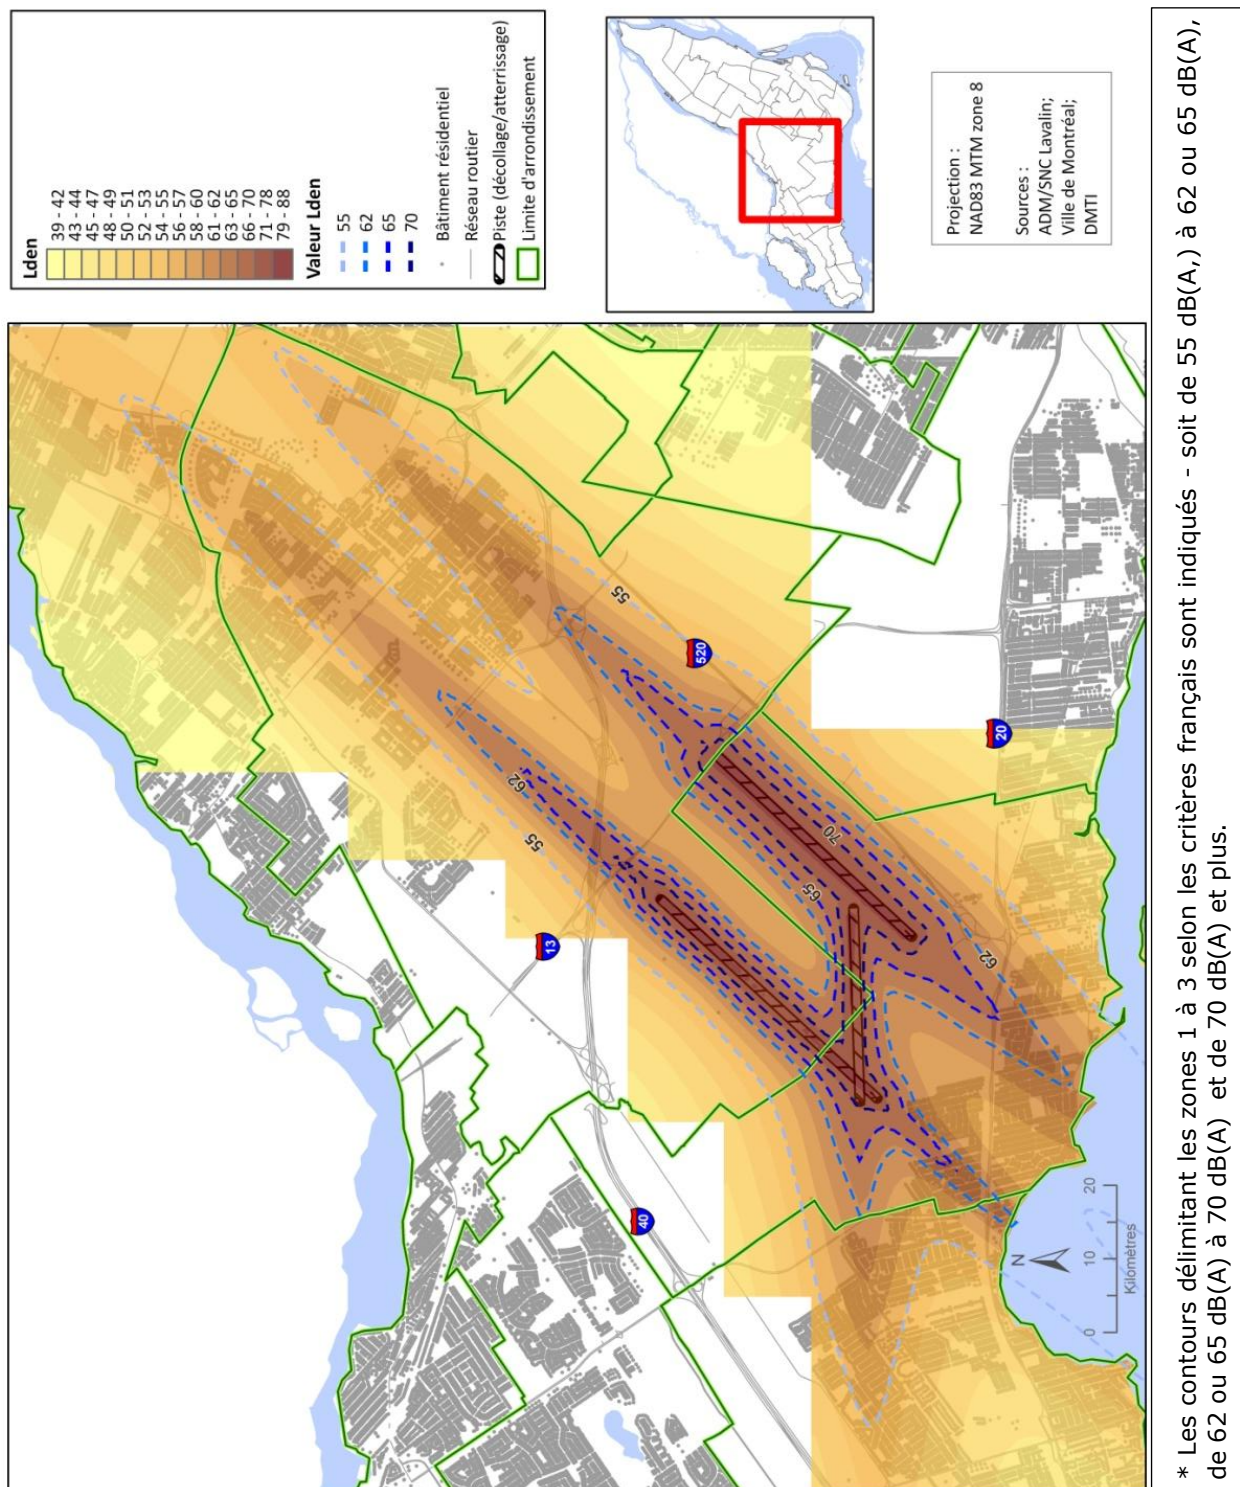 Lden
39 - 42
43 - 44
45 - 47
48 - 49
50 - 51
52 - 53
54 - 55
56 - 57
58 - 60
61 - 62
63 - 65
66 - 70
71 - 78
79 - 88
Valeur Lden
55
62
65
70
Bâtiment résidentiel
Réseau routier
Piste (décollage/atterrissage)
Limite d'arrondissement
Projection :
NAD83 MTM zone 8
Sources :
ADM/SNC Lavalin;
Ville de Montréal;
DMTI
55
520
62
55
13
20
70
65
62
40
N
0 10 20
Kilomètres
* Les contours délimitant les zones 1 à 3 selon les critères français sont indiqués - soit de 55 dB(A,) à 62 ou 65 dB(A),
de 62 ou 65 dB(A) à 70 dB(A) et de 70 dB(A) et plus.